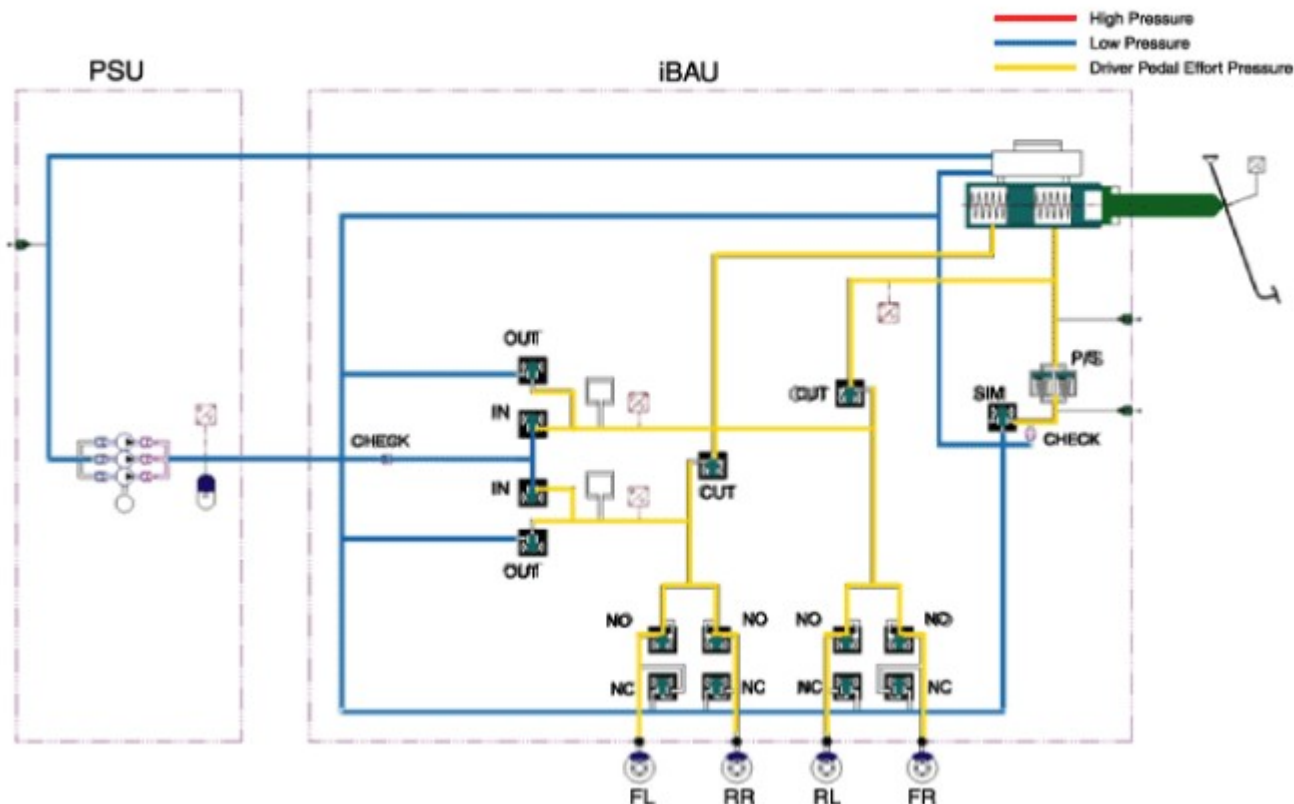 High Pressure
Low Pressure
Driver Pedal Effort Pressure
PSU
iBAU
OUT
P/S
CUT
SIM
IN
CHECK
CHECK
IN
CUT
OUT
NO
NO
NO
NO
NC
NC
NC
NC
FL
RR
RL
FR